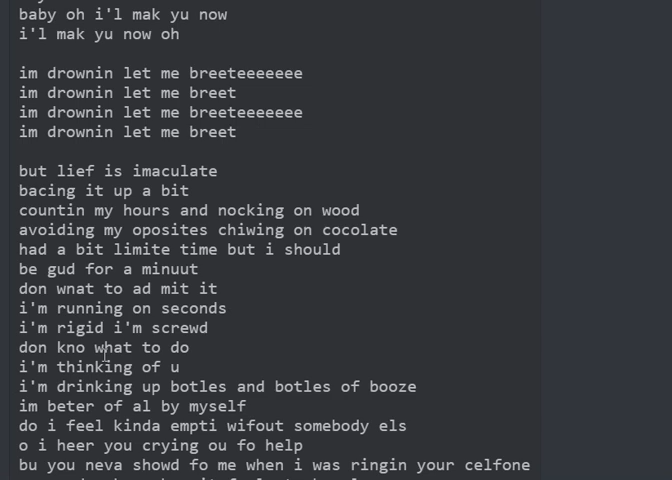 baby oh i'l mak yu now
i'l mak yu now oh
im drownin let me breeteeeeeee
im drownin let me breet
im drownin let me breeteeeeeee
im drownin let me breet
but lief is imaculate
bacing it up a bit
countin my hours and nocking on wood
avoiding my oposites chiwing on cocolate
had a bit limite time but i should
be gud for a minuut
don wnat to ad mit it
i'm running on seconds
i'm rigid i'm screwd
don kno what to do
i'm thinking of u
i'm drinking up botles and botles of booze
im beter of al by myself
do i feel kinda empti wifout somebody els
o i heer you crying ou fo help
bu you neva showd fo me when i was ringin your celfone